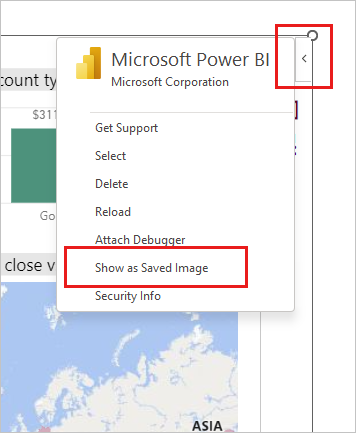 Microsoft Power BI
Microsoft Corporation
count ty
$311
Get Support
Select
Delete
Reload
Go
Attach Debugger
close v
Show as Saved Image
Security Info
ASIA